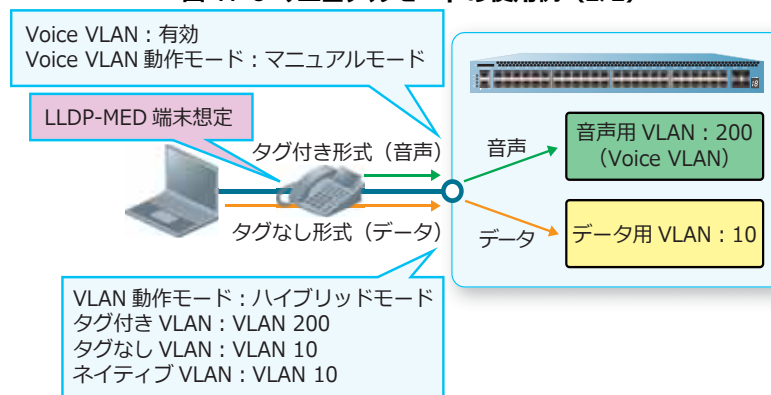 Voice VLAN：有効
Voice VLAN 動作モード：マニュアルモード
LLDP-MED 端末想定
タグ付き形式（音声）
タグなし形式（データ）
音声
データ
音声用 VLAN：200
（Voice VLAN）
データ用 VLAN：10
VLAN 動作モード：ハイブリッドモード
タグ付き VLAN：VLAN 200
タグなし VLAN：VLAN 10
ネイティブ VLAN：VLAN 10